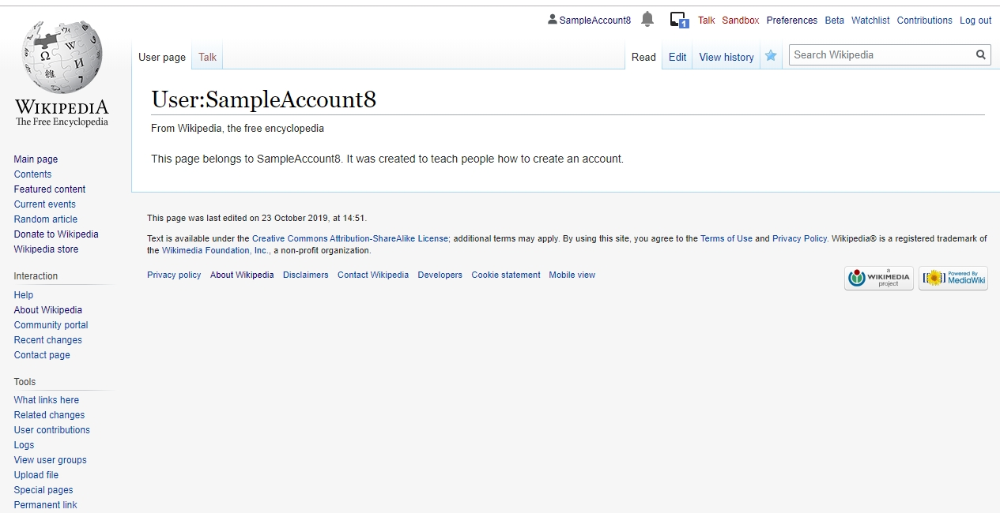 SampleAccount8 1 Talk Sandbox Preferences Beta Watchlist Contributions Log out
User page Talk Read Edit View history Search Wikipedia
Ω W И 維 7
WIKIPEDIA
The Free Encyclopedia
User:SampleAccount8
From Wikipedia, the free encyclopedia
This page belongs to SampleAccount8. It was created to teach people how to create an account.
This page was last edited on 23 October 2019, at 14:51.
Text is available under the Creative Commons Attribution-ShareAlike License; additional terms may apply. By using this site, you agree to the Terms of Use and Privacy Policy. Wikipedia® is a registered trademark of
the Wikimedia Foundation, Inc., a non-profit organization.
Privacy policy About Wikipedia Disclaimers Contact Wikipedia Developers Cookie statement Mobile view
a
WIKIMEDIA
project
Powered By
MediaWiki
Main page
Contents
Featured content
Current events
Random article
Donate to Wikipedia
Wikipedia store
Interaction
Help
About Wikipedia
Community portal
Recent changes
Contact page
Tools
What links here
Related changes
User contributions
Logs
View user groups
Upload file
Special pages
Permanent link